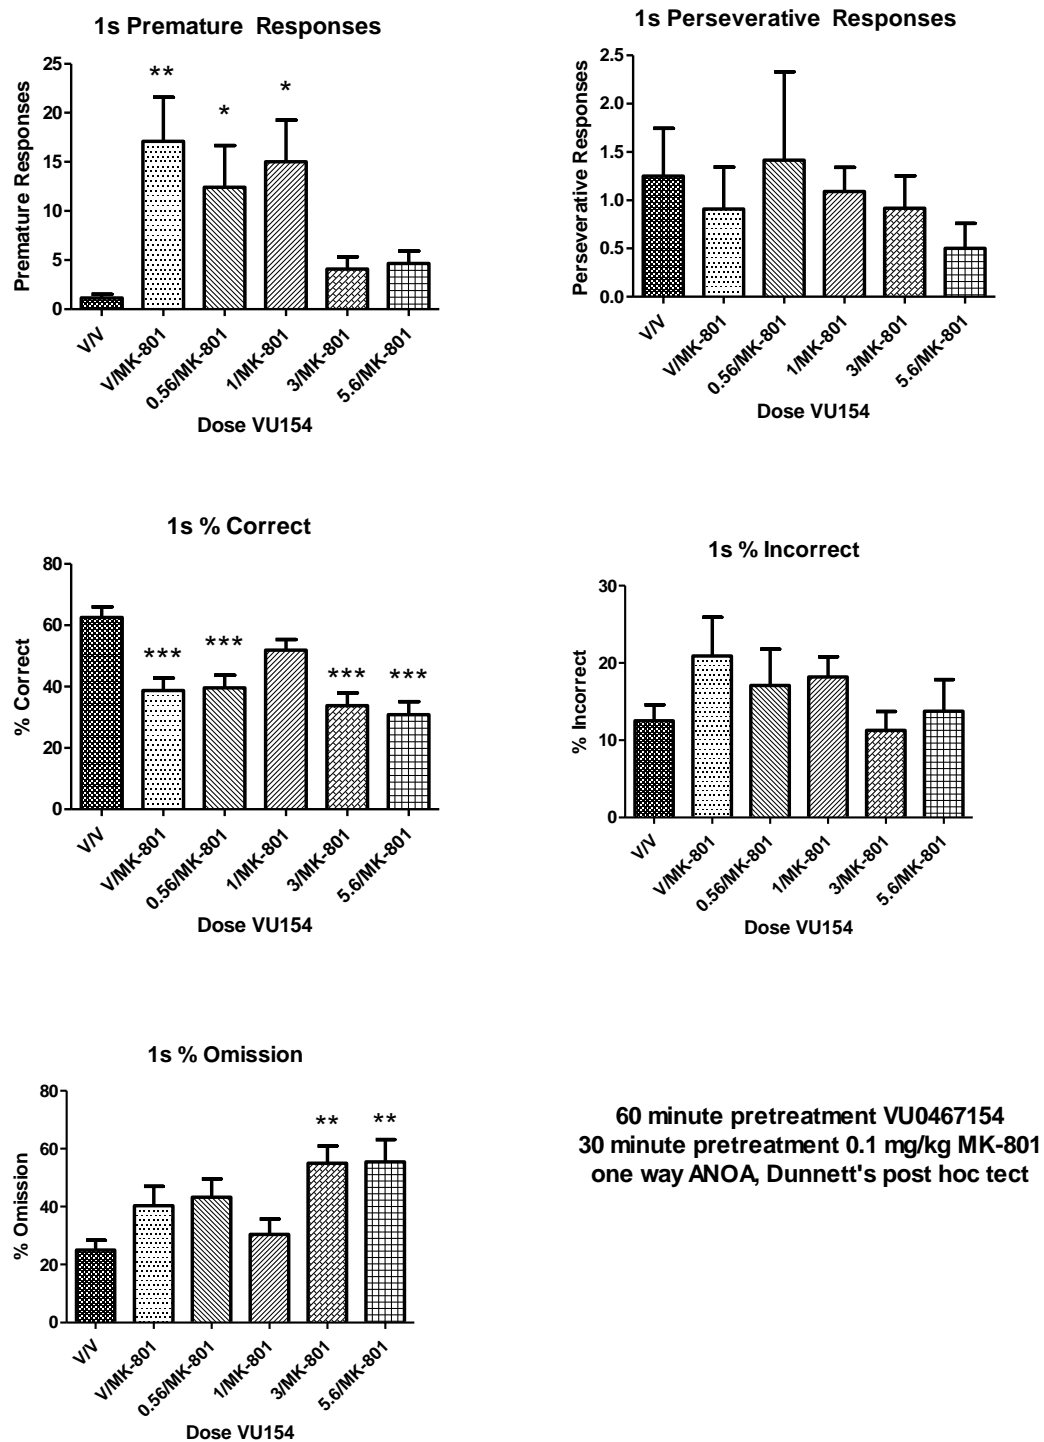 1s Premature Responses
Premature Responses
25
20
15
10
5
0
**
*
*
V/V
V/MK-801
0.56/MK-801
1/MK-801
3/MK-801
5.6/MK-801
Dose VU154
1s Perseverative Responses
Perseverative Responses
2.5
2.0
1.5
1.0
0.5
0.0
V/V
V/MK-801
0.56/MK-801
1/MK-801
3/MK-801
5.6/MK-801
Dose VU154
1s % Correct
% Correct
80
60
40
20
0
***
***
***
***
V/V
V/MK-801
0.56/MK-801
1/MK-801
3/MK-801
5.6/MK-801
Dose VU154
1s % Incorrect
% Incorrect
30
20
10
0
V/V
V/MK-801
0.56/MK-801
1/MK-801
3/MK-801
5.6/MK-801
Dose VU154
1s % Omission
% Omission
80
60
40
20
0
**
**
V/V
V/MK-801
0.56/MK-801
1/MK-801
3/MK-801
5.6/MK-801
Dose VU154
60 minute pretreatment VU0467154
30 minute pretreatment 0.1 mg/kg MK-801
one way ANOA, Dunnett's post hoc tect